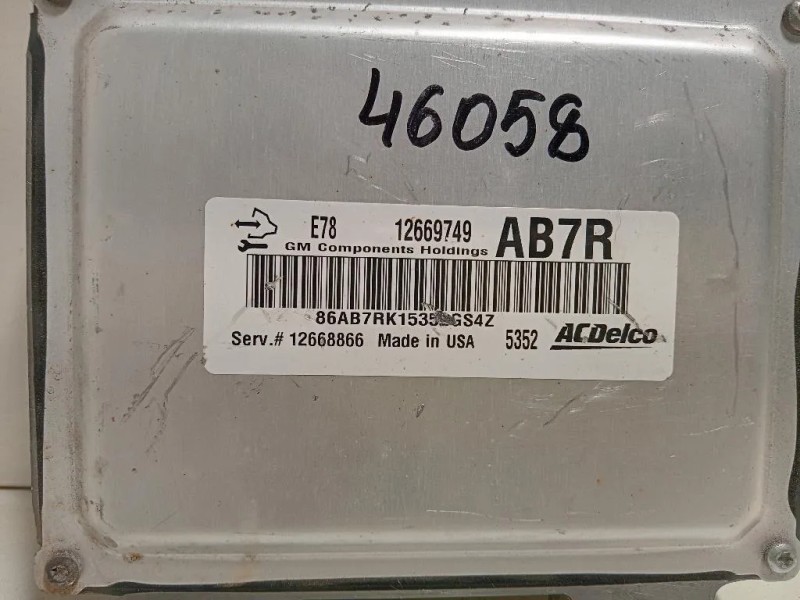 46058
E78 12669749 AB7R
GM Components Holdings
Serv.# 12668866 Made in USA 5352 ACDelco